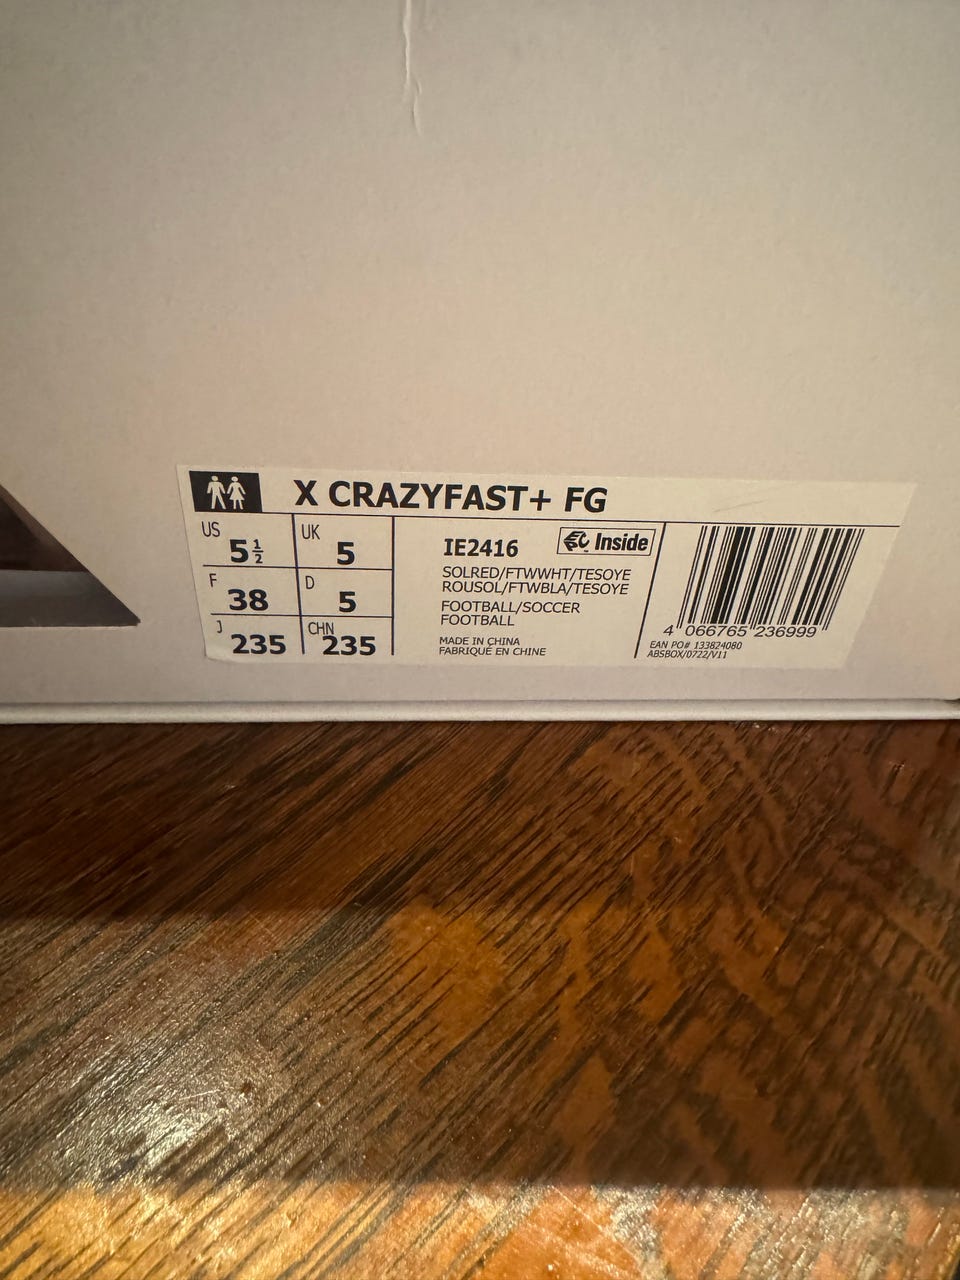 X CRAZYFAST+ FG
US 5½ UK 5
F 38 D 5
J 235 CHN 235
IE2416 Inside
SOLRED/FTWWHT/TESOYE
ROUSOL/FTWBLA/TESOYE
FOOTBALL/SOCCER
FOOTBALL
MADE IN CHINA
FABRIQUÉ EN CHINE
4 066765 236999
EAN PO# 133824080
ABSBOX/0722/V11